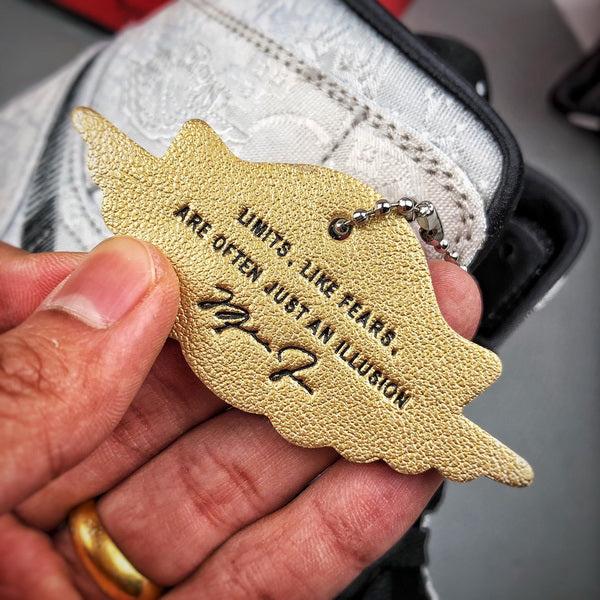 LIMITS , LIKE FEARS ,
ARE OFTEN JUST AN ILLUSION